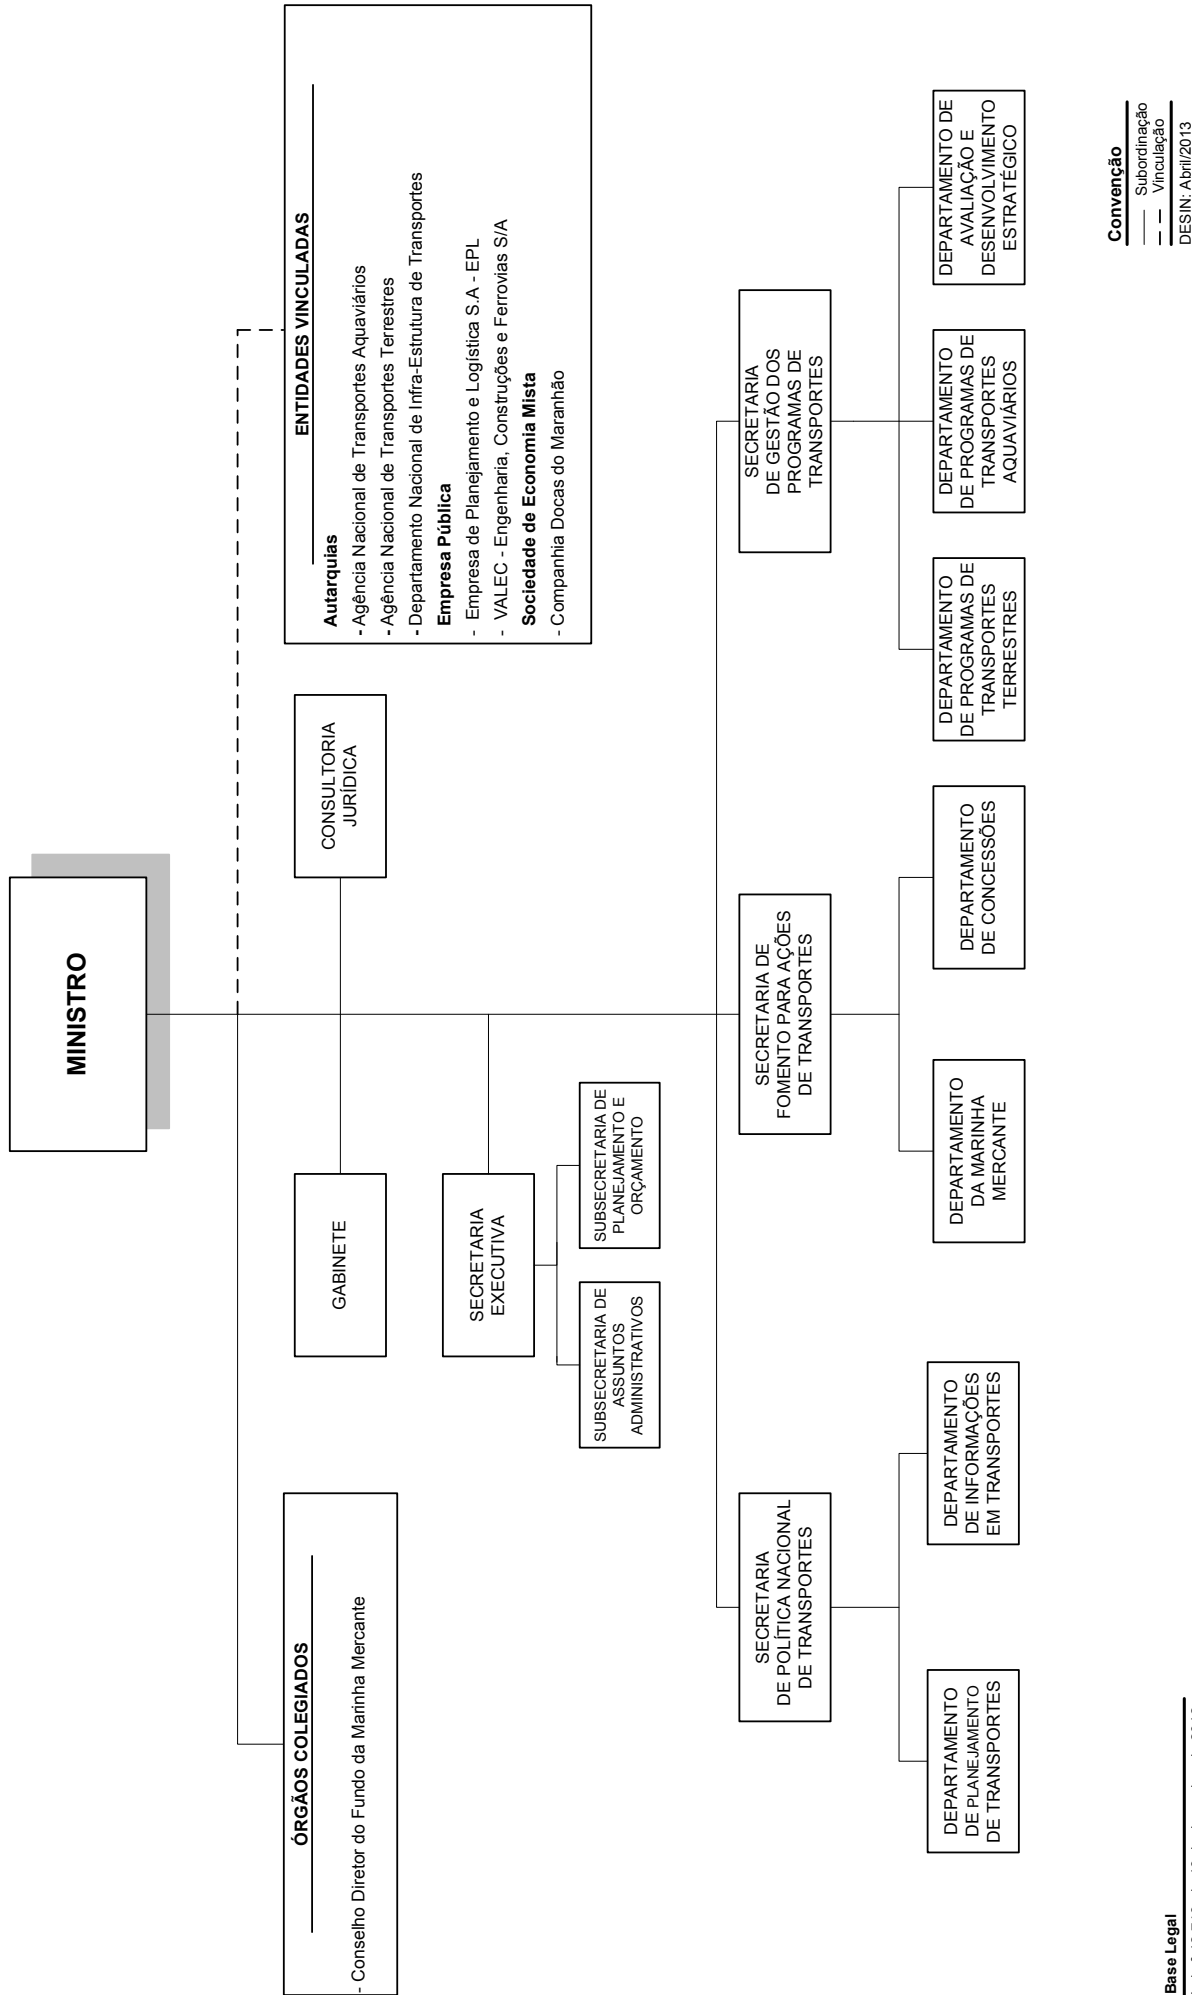 MINISTRO
ÓRGÃOS COLEGIADOS
- Conselho Diretor do Fundo da Marinha Mercante
GABINETE
CONSULTORIA
JURÍDICA
ENTIDADES VINCULADAS
Autarquias
- Agência Nacional de Transportes Aquaviários
- Agência Nacional de Transportes Terrestres
- Departamento Nacional de Infra-Estrutura de Transportes
Empresa Pública
- Empresa de Planejamento e Logística S.A - EPL
- VALEC - Engenharia, Construções e Ferrovias S/A
Sociedade de Economia Mista
- Companhia Docas do Maranhão
SECRETARIA
EXECUTIVA
SUBSECRETARIA DE
ASSUNTOS
ADMINISTRATIVOS
SUBSECRETARIA DE
PLANEJAMENTO E
ORÇAMENTO
SECRETARIA
DE POLÍTICA NACIONAL
DE TRANSPORTES
SECRETARIA DE
FOMENTO PARA AÇÕES
DE TRANSPORTES
SECRETARIA
DE GESTÃO DOS
PROGRAMAS DE
TRANSPORTES
DEPARTAMENTO
DE PLANEJAMENTO
DE TRANSPORTES
DEPARTAMENTO
DE INFORMAÇÕES
EM TRANSPORTES
DEPARTAMENTO
DA MARINHA
MERCANTE
DEPARTAMENTO
DE CONCESSÕES
DEPARTAMENTO
DE PROGRAMAS DE
TRANSPORTES
TERRESTRES
DEPARTAMENTO
DE PROGRAMAS DE
TRANSPORTES
AQUAVIÁRIOS
DEPARTAMENTO DE
AVALIAÇÃO E
DESENVOLVIMENTO
ESTRATÉGICO
Base Legal
Convenção
Subordinação
Vinculação
DESIN: Abril/2013